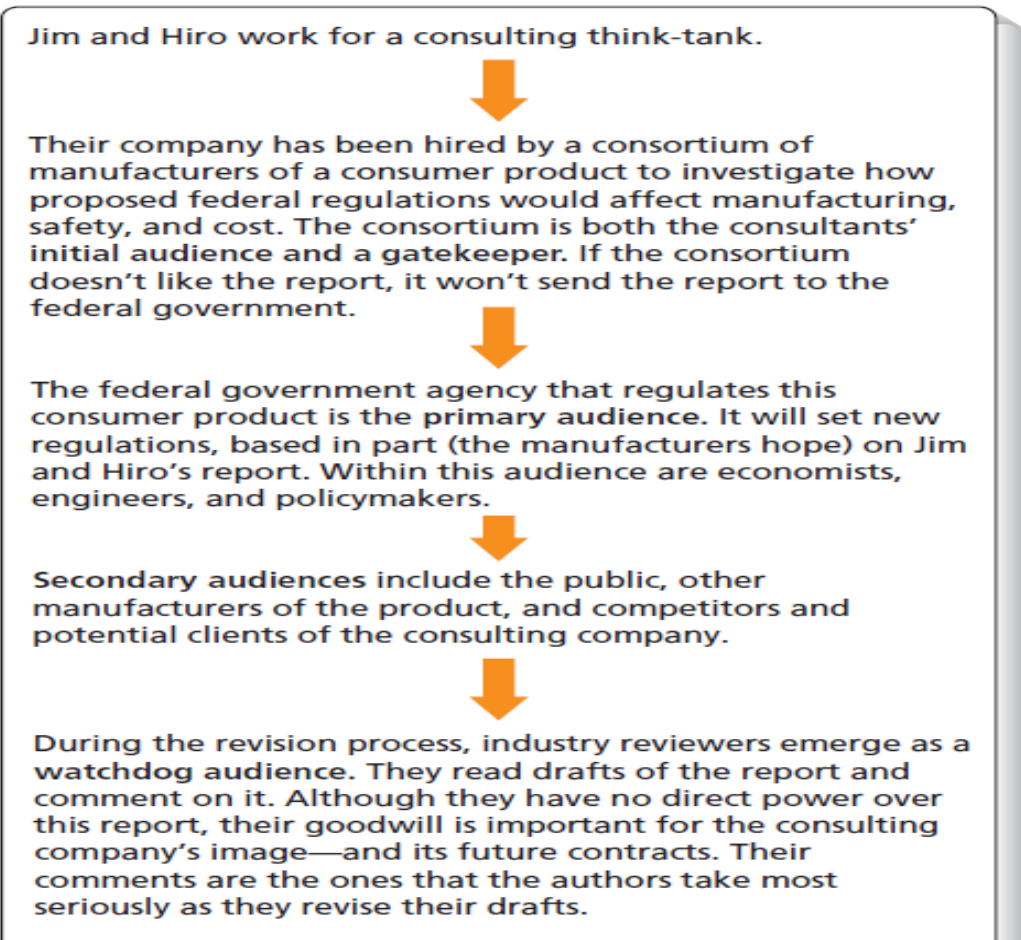 Jim and Hiro work for a consulting think-tank.
Their company has been hired by a consortium of
manufacturers of a consumer product to investigate how
proposed federal regulations would affect manufacturing,
safety, and cost. The consortium is both the consultants’
initial audience and a gatekeeper. If the consortium
doesn’t like the report, it won’t send the report to the
federal government.
The federal government agency that regulates this
consumer product is the primary audience. It will set new
regulations, based in part (the manufacturers hope) on Jim
and Hiro’s report. Within this audience are economists,
engineers, and policymakers.
Secondary audiences include the public, other
manufacturers of the product, and competitors and
potential clients of the consulting company.
During the revision process, industry reviewers emerge as a
watchdog audience. They read drafts of the report and
comment on it. Although they have no direct power over
this report, their goodwill is important for the consulting
company’s image—and its future contracts. Their
comments are the ones that the authors take most
seriously as they revise their drafts.